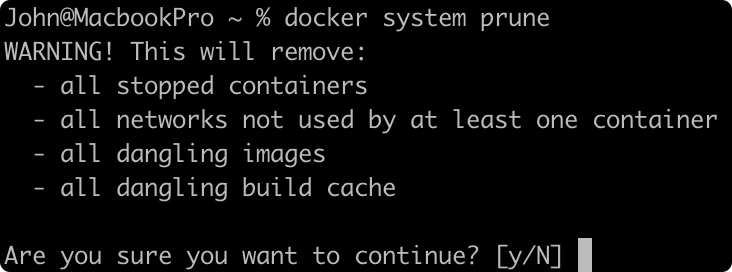 John@MacbookPro ~ % docker system prune
WARNING! This will remove:
  - all stopped containers
  - all networks not used by at least one container
  - all dangling images
  - all dangling build cache

Are you sure you want to continue? [y/N]